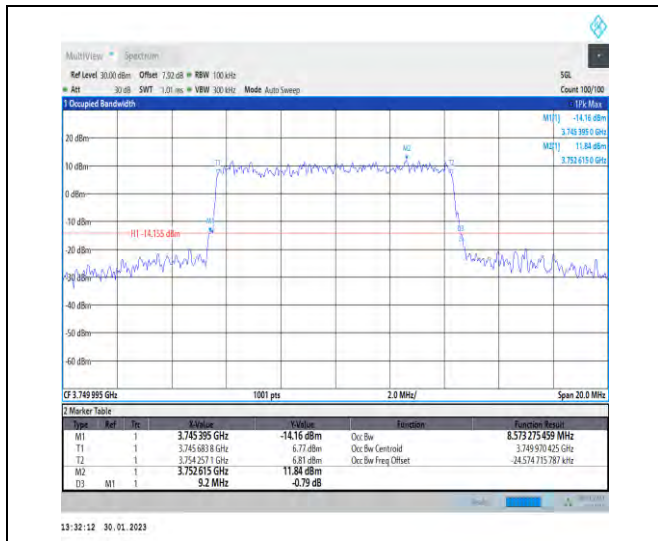 MultiView Spectrum
Ref Level 30.00 dBm Offset 7.92 dB RBW 100 kHz SGL
Att 30 dB SWT 1.01 ms VBW 300 kHz Mode Auto Sweep Count 100/100
1 Occupied Bandwidth 1Pk Max
M1[1] -14.16 dBm
3.745 395 0 GHz
M2[1] 11.84 dBm
3.752 615 0 GHz
20 dBm
M2
T1 T2
10 dBm
0 dBm
-10 dBm
M1 D3
H1 -14.155 dBm
-20 dBm
-30 dBm
-40 dBm
-50 dBm
-60 dBm
CF 3.749 995 GHz 1001 pts 2.0 MHz/ Span 20.0 MHz
2 Marker Table
Type Ref Trc X-Value Y-Value Function Function Result
M1 1 3.745 395 GHz -14.16 dBm Occ Bw 8.573 275 459 MHz
T1 1 3.745 683 8 GHz 6.77 dBm Occ Bw Centroid 3.749 970 425 GHz
T2 1 3.754 257 1 GHz 6.81 dBm Occ Bw Freq Offset -24.574 715 787 kHz
M2 1 3.752 615 GHz 11.84 dBm
D3 M1 1 9.2 MHz -0.79 dB
13:32:12 30.01.2023